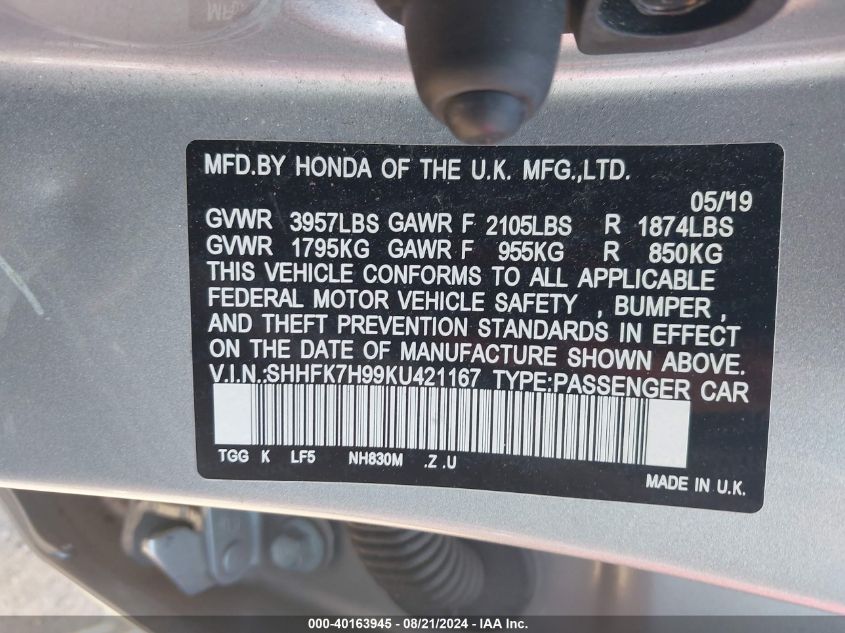 MFD.BY HONDA OF THE U.K. MFG.,LTD.
05/19
GVWR 3957LBS GAWR F 2105LBS R 1874LBS
GVWR 1795KG GAWR F 955KG R 850KG
THIS VEHICLE CONFORMS TO ALL APPLICABLE
FEDERAL MOTOR VEHICLE SAFETY , BUMPER ,
AND THEFT PREVENTION STANDARDS IN EFFECT
ON THE DATE OF MANUFACTURE SHOWN ABOVE.
V.I.N.:SHHFK7H99KU421167 TYPE:PASSENGER CAR
TGG K LF5 NH830M .Z .U
MADE IN U.K.
000-40163945 - 08/21/2024 - IAA Inc.